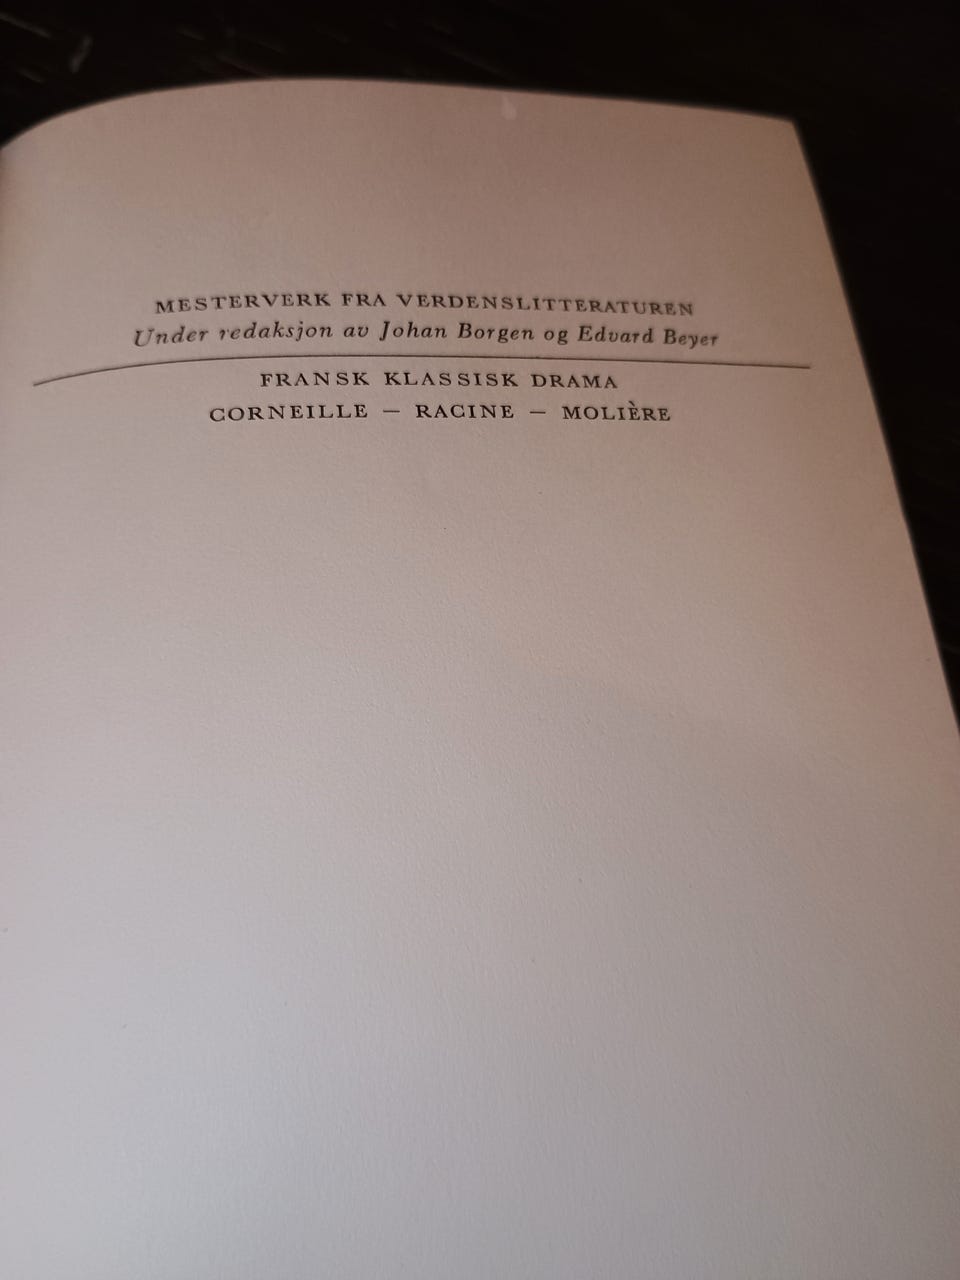 MESTERVERK FRA VERDENSLITTERATUREN
Under redaksjon av Johan Borgen og Edvard Beyer
FRANSK KLASSISK DRAMA
CORNEILLE — RACINE — MOLIÈRE